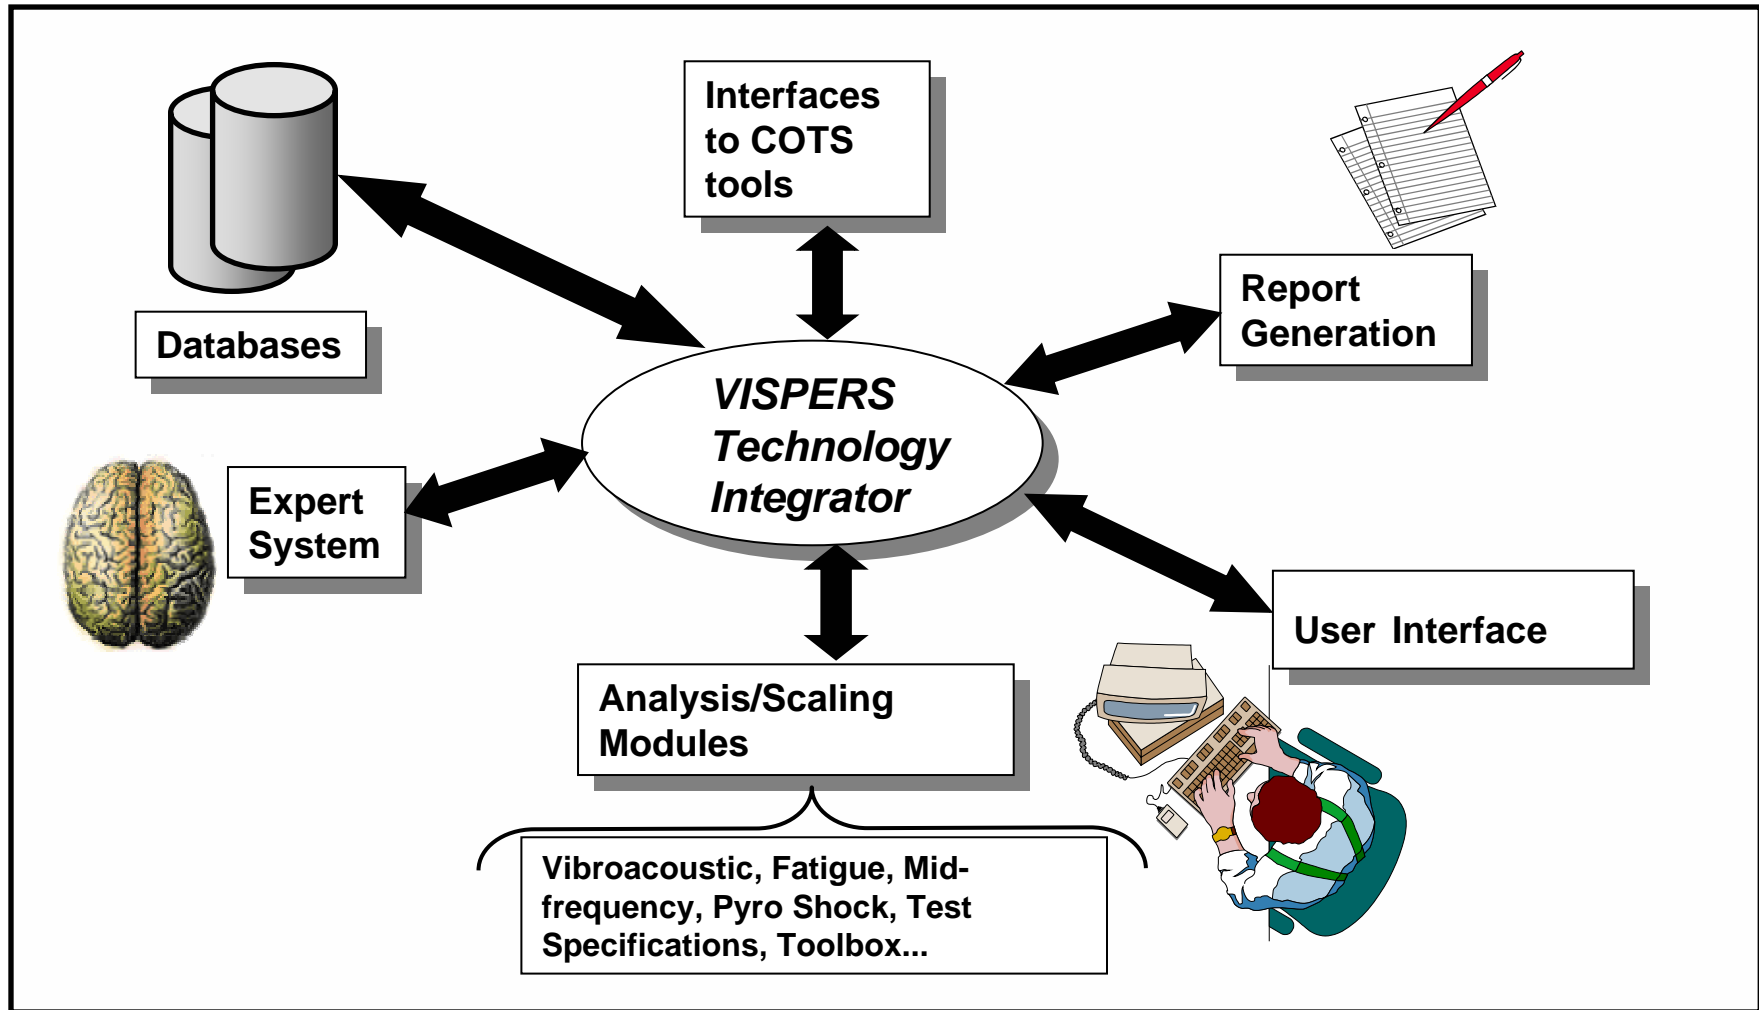 Interfaces
to COTS
tools
Databases
Report
Generation
VISPERS
Technology
Integrator
Expert
System
User Interface
Analysis/Scaling
Modules
Vibroacoustic, Fatigue, Mid-
frequency, Pyro Shock, Test
Specifications, Toolbox...